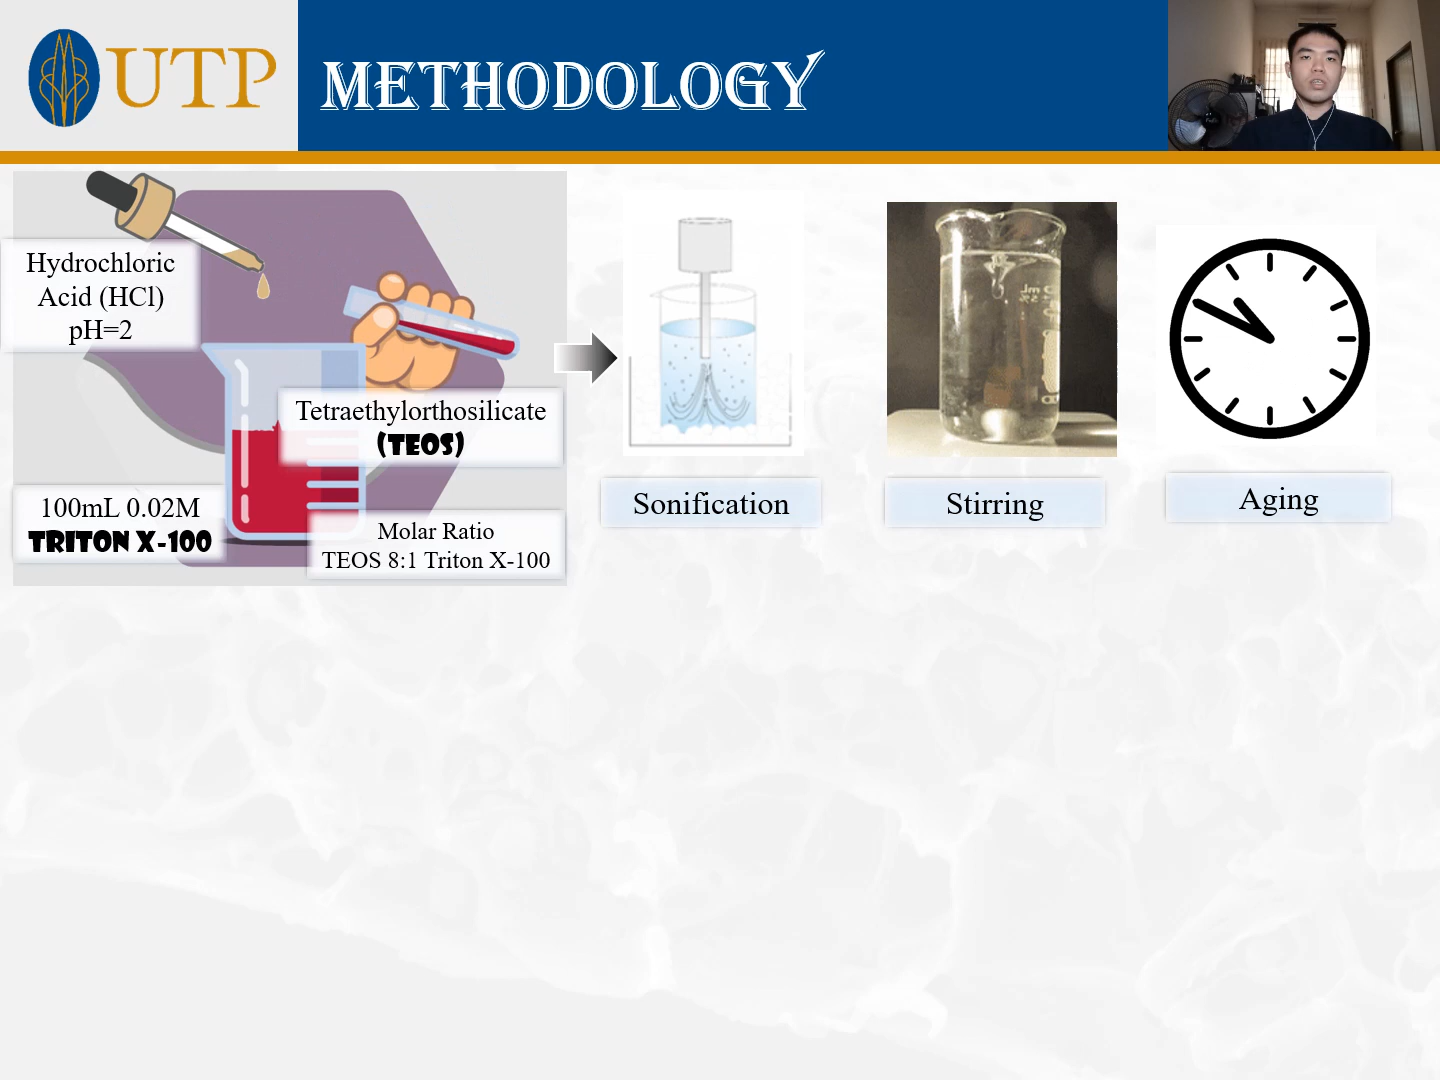 UTP
METHODOLOGY
Hydrochloric
Acid (HCl)
pH=2
Tetraethylorthosilicate
(TEOS)
100mL 0.02M
TRITON X-100
Molar Ratio
TEOS 8:1 Triton X-100
Sonification
Stirring
Aging